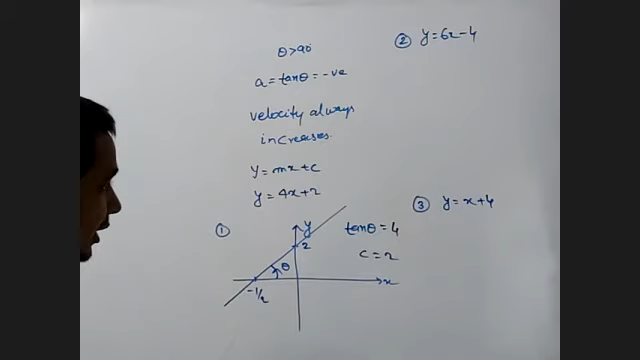 θ>90°
a = tanθ = -ve
velocity always
increases.
y = mx+c
y = 4x+2
①
y
2
θ
-1/2
x
tanθ = 4
c = 2
② y = 6x-4
③ y = x+4